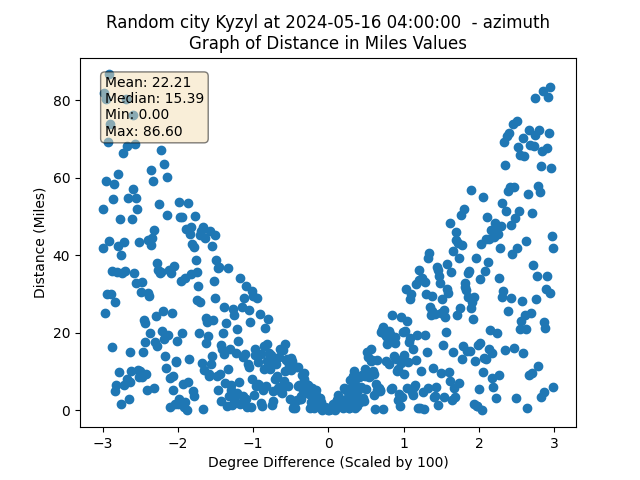 Random city Kyzyl at 2024-05-16 04:00:00  - azimuth
Graph of Distance in Miles Values
Mean: 22.21
Median: 15.39
Min: 0.00
Max: 86.60
80
60
40
20
0
Distance (Miles)
−3 −2 −1 0 1 2 3
Degree Difference (Scaled by 100)